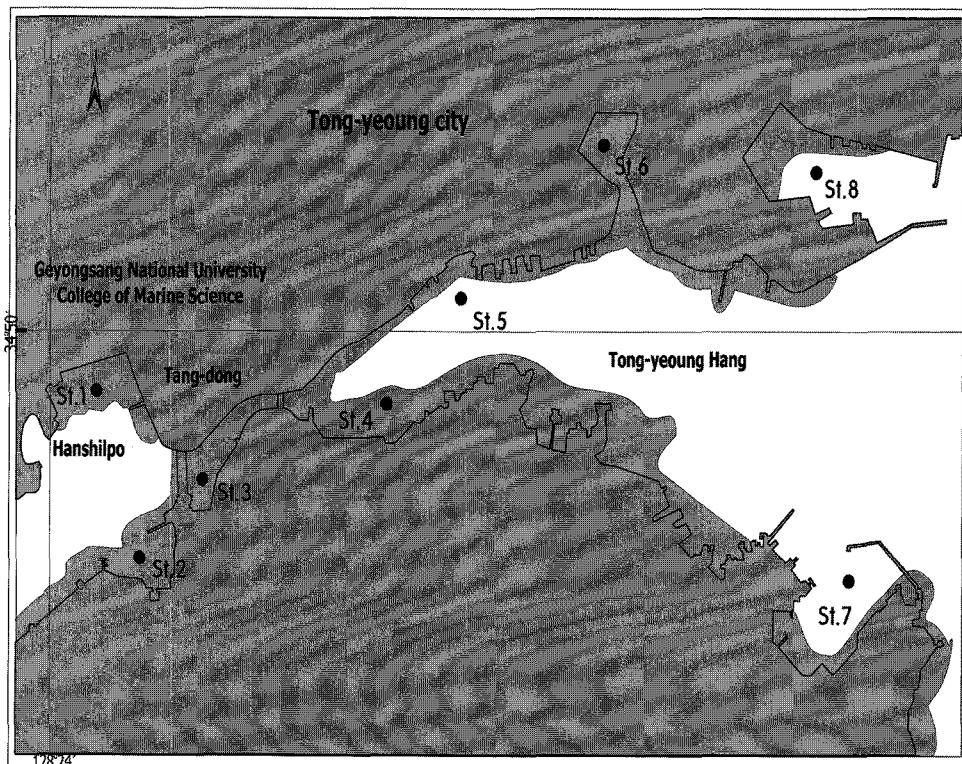 Tong-yeoung city
St.6
St.8
Geyongsang National University
College of Marine Science
St.5
34°50′
Tong-yeoung Hang
Tang-dong
St.1
St.4
Hanshilpo
St.3
St.2
St.7
128°24′